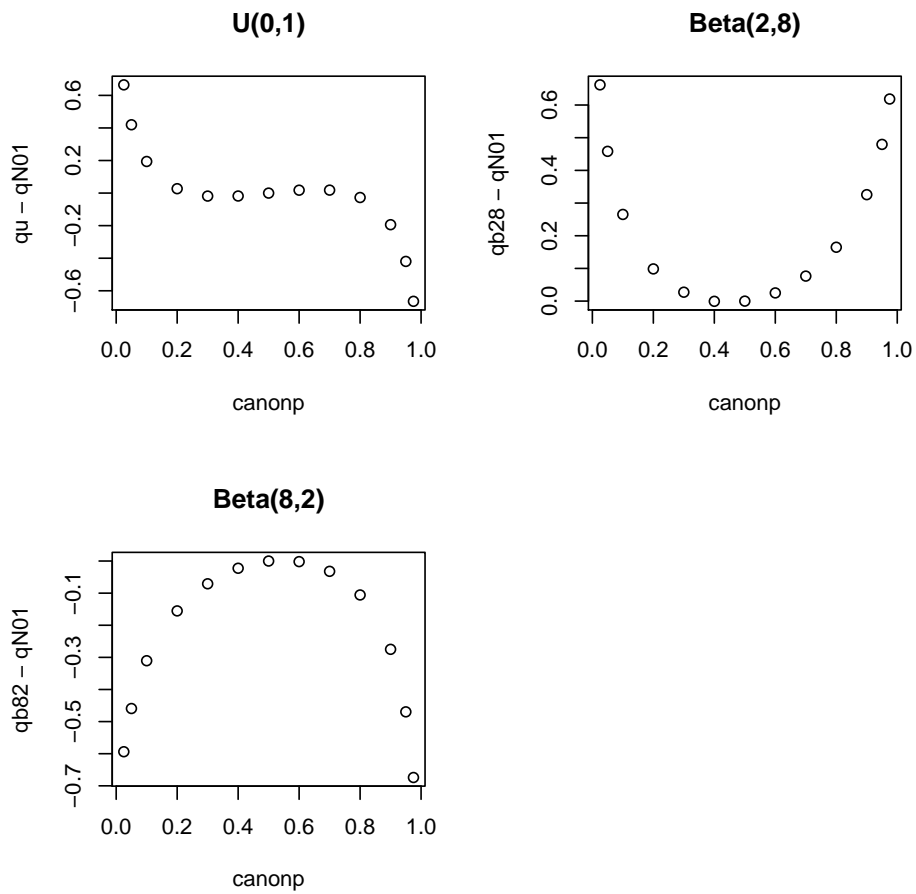 U(0,1)
qu − qN01
0.6
0.2
−0.2
−0.6
0.0 0.2 0.4 0.6 0.8 1.0
canonp
Beta(2,8)
qb28 − qN01
0.6
0.4
0.2
0.0
0.0 0.2 0.4 0.6 0.8 1.0
canonp
Beta(8,2)
qb82 − qN01
−0.1
−0.3
−0.5
−0.7
0.0 0.2 0.4 0.6 0.8 1.0
canonp